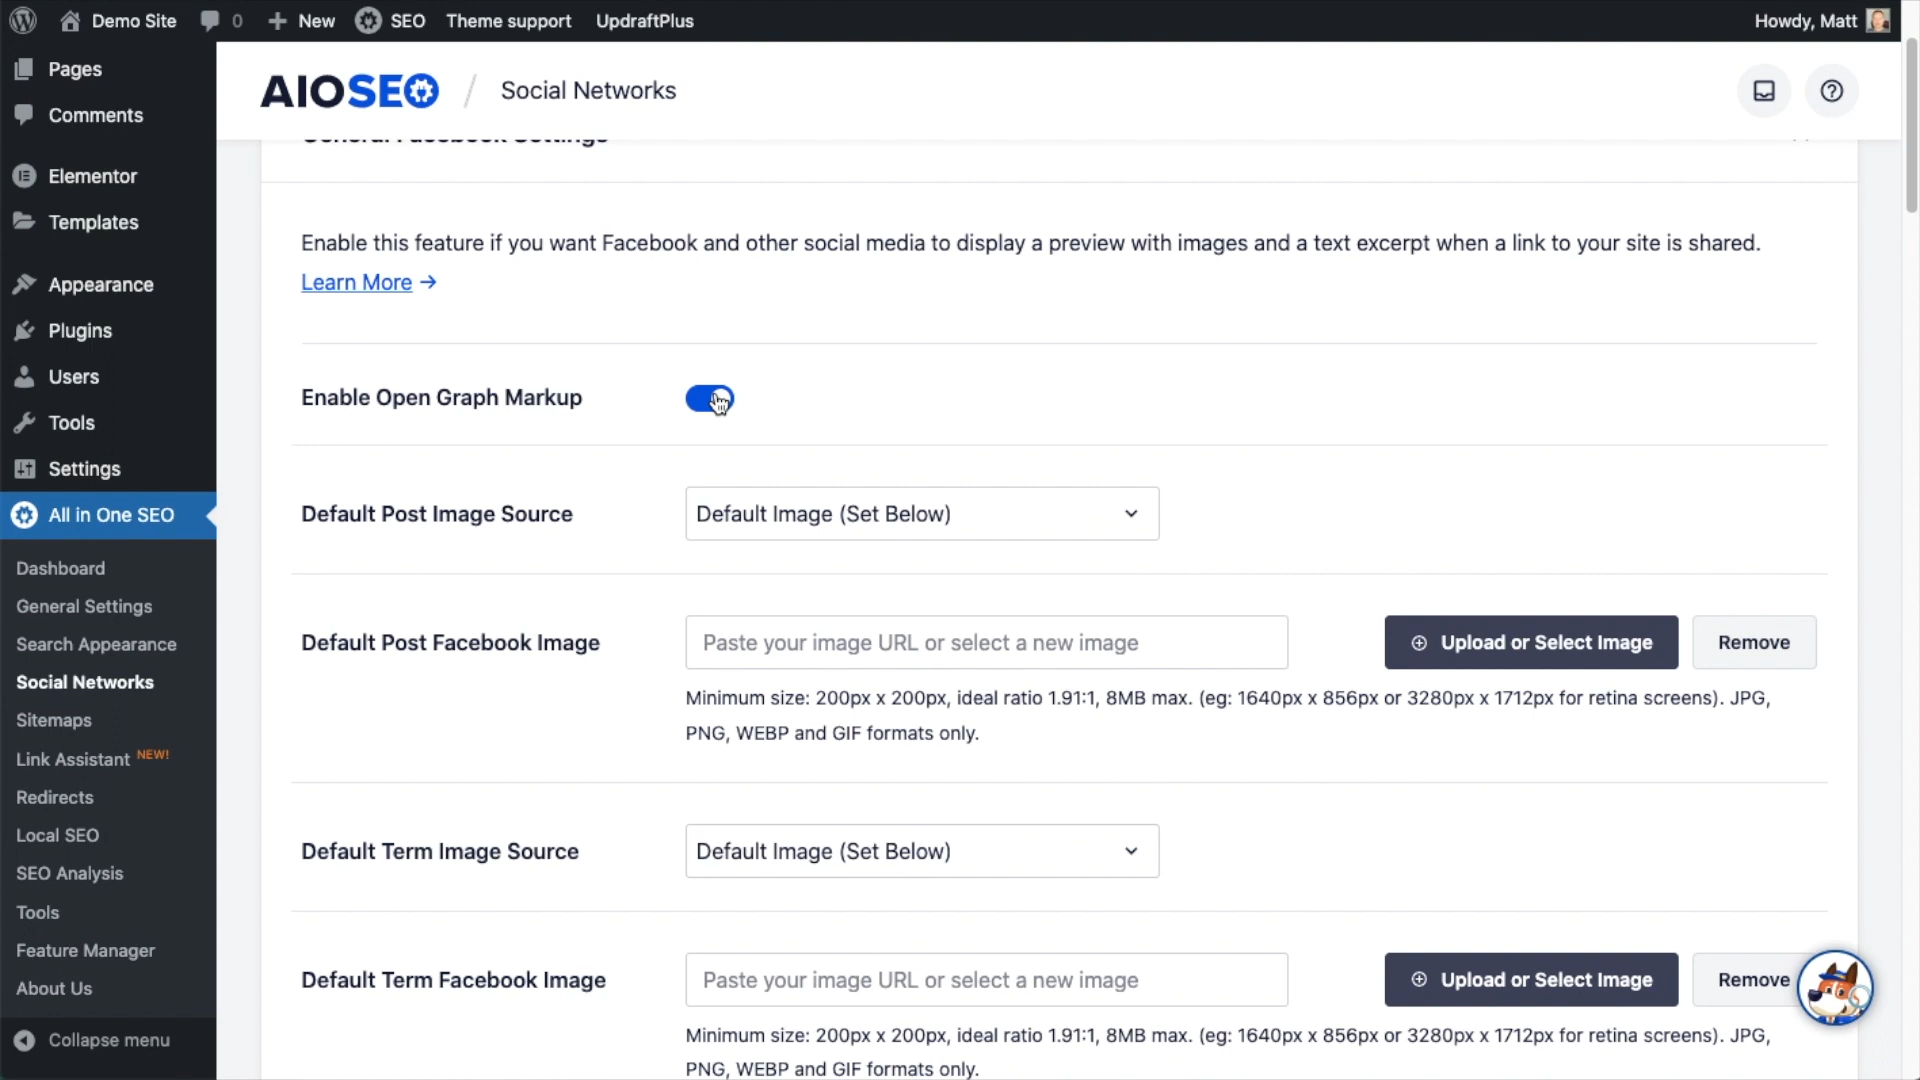 Demo Site 0 New SEO Theme support UpdraftPlus Howdy, Matt
Pages
Comments
Elementor
Templates
Appearance
Plugins
Users
Tools
Settings
All in One SEO
Dashboard
General Settings
Search Appearance
Social Networks
Sitemaps
Link Assistant NEW!
Redirects
Local SEO
SEO Analysis
Tools
Feature Manager
About Us
Collapse menu
AIOSEO / Social Networks
General Facebook Settings
Enable this feature if you want Facebook and other social media to display a preview with images and a text excerpt when a link to your site is shared.
Learn More →
Enable Open Graph Markup
Default Post Image Source Default Image (Set Below)
Default Post Facebook Image Paste your image URL or select a new image Upload or Select Image Remove
Minimum size: 200px x 200px, ideal ratio 1.91:1, 8MB max. (eg: 1640px x 856px or 3280px x 1712px for retina screens). JPG,
PNG, WEBP and GIF formats only.
Default Term Image Source Default Image (Set Below)
Default Term Facebook Image Paste your image URL or select a new image Upload or Select Image Remove
Minimum size: 200px x 200px, ideal ratio 1.91:1, 8MB max. (eg: 1640px x 856px or 3280px x 1712px for retina screens). JPG,
PNG, WEBP and GIF formats only.